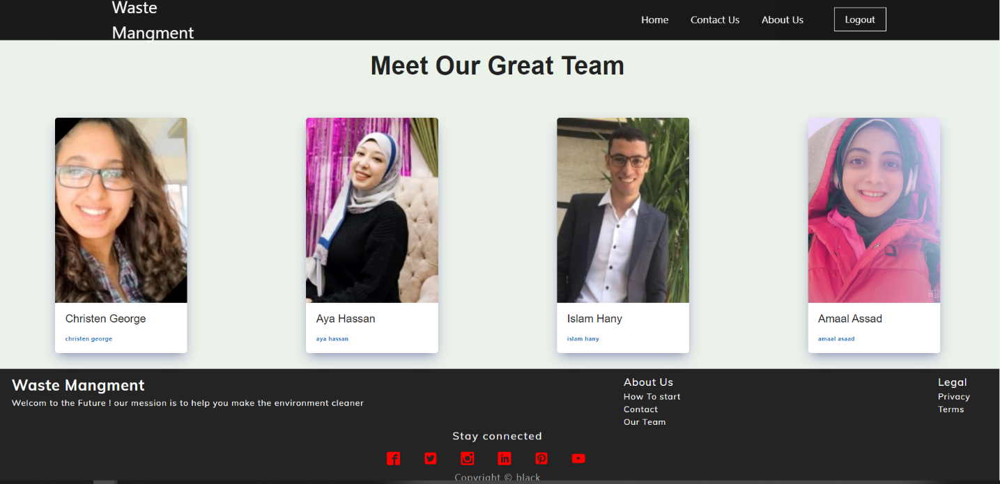 Waste
Mangment
Home Contact Us About Us Logout
Meet Our Great Team
Christen George
christen george
Aya Hassan
aya hassan
Islam Hany
islam hany
Amaal Assad
amaal asaad
Waste Mangment
Welcom to the Future ! our mession is to help you make the environment cleaner
About Us
How To start
Contact
Our Team
Legal
Privacy
Terms
Stay connected
Copyright © black